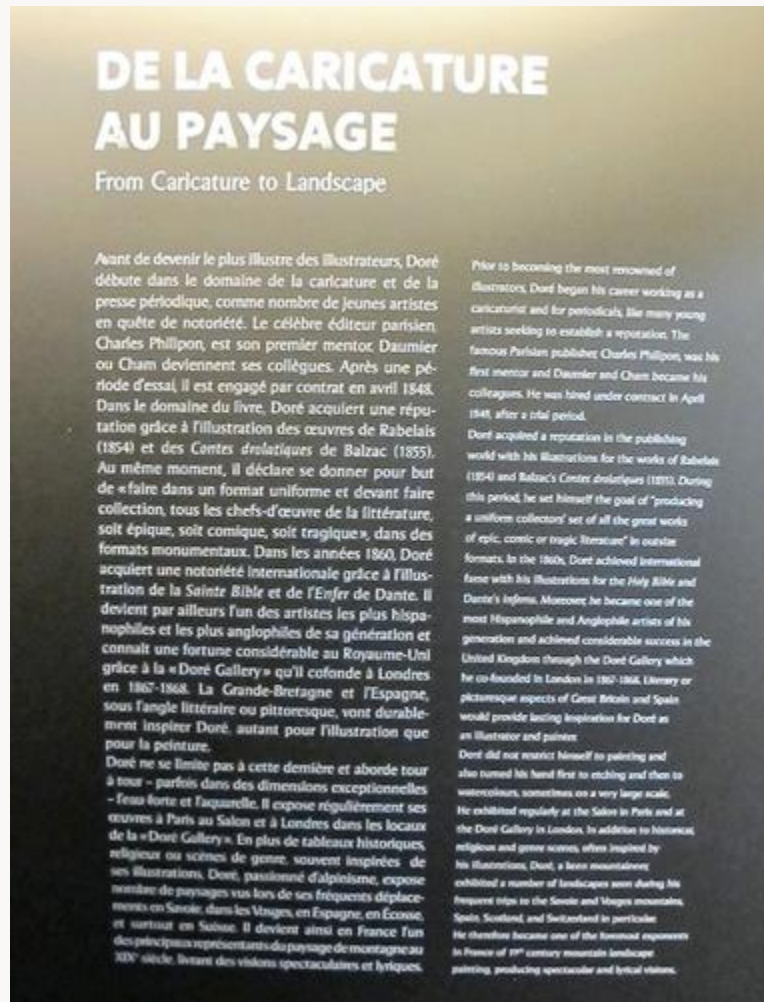 DE LA CARICATURE
AU PAYSAGE
From Caricature to Landscape
Avant de devenir le plus illustre des illustrateurs, Doré
débute dans le domaine de la caricature et de la
presse périodique, comme nombre de jeunes artistes
en quête de notoriété. Le célèbre éditeur parisien,
Charles Philipon, est son premier mentor, Daumier
ou Cham deviennent ses collègues. Après une pé-
riode d'essai, il est engagé par contrat en avril 1848.
Dans le domaine du livre, Doré acquiert une répu-
tation grâce à l'illustration des œuvres de Rabelais
(1854) et des Contes drolatiques de Balzac (1855).
Au même moment, il déclare se donner pour but
de « faire dans un format uniforme et devant faire
collection, tous les chefs-d'œuvre de la littérature,
soit épique, soit comique, soit tragique », dans des
formats monumentaux. Dans les années 1860, Doré
acquiert une notoriété internationale grâce à l'illus-
tration de la Sainte Bible et de l'Enfer de Dante. Il
devient par ailleurs l'un des artistes les plus hispa-
nophiles et les plus anglophiles de sa génération et
connaît une fortune considérable au Royaume-Uni
grâce à la « Doré Gallery » qu'il cofonde à Londres
en 1867-1868. La Grande-Bretagne et l'Espagne,
sous l'angle littéraire ou pittoresque, vont durable-
ment inspirer Doré, autant pour l'illustration que
pour la peinture.
Doré ne se limite pas à cette dernière et aborde tour
à tour – parfois dans des dimensions exceptionnelles
– l'eau-forte et l'aquarelle. Il expose régulièrement ses
œuvres à Paris au Salon et à Londres dans les locaux
de la « Doré Gallery ». En plus de tableaux historiques,
religieux ou scènes de genre, souvent inspirées de
ses illustrations, Doré, passionné d'alpinisme, expose
nombre de paysages vus lors de ses fréquents déplace-
ments en Savoie, dans les Vosges, en Espagne, en Écosse,
et surtout en Suisse. Il devient ainsi en France l'un
des principaux représentants du paysage de montagne au
XIXe siècle, livrant des visions spectaculaires et lyriques.
Prior to becoming the most renowned of
illustrators, Doré began his career working as a
caricaturist and for periodicals, like many young
artists seeking to establish a reputation. The
famous Parisian publisher, Charles Philipon, was his
first mentor and Daumier and Cham became his
colleagues. He was hired under contract in April
1848, after a trial period.
Doré acquired a reputation in the publishing
world with his illustrations for the works of Rabelais
(1854) and Balzac's Contes drolatiques (1855). During
this period, he set himself the goal of "producing
a uniform collectors' set of all the great works
of epic, comic or tragic literature" in outsize
formats. In the 1860s, Doré achieved international
fame with his illustrations for the Holy Bible and
Dante's Inferno. Moreover, he became one of the
most Hispanophile and Anglophile artists of his
generation and achieved considerable success in the
United Kingdom through the Doré Gallery which
he co-founded in London in 1867-1868. Literary or
picturesque aspects of Great Britain and Spain
would provide lasting inspiration for Doré as
an illustrator and painter.
Doré did not restrict himself to painting and
also turned his hand first to etching and then to
watercolours, sometimes on a very large scale.
He exhibited regularly at the Salon in Paris and at
the Doré Gallery in London. In addition to historical,
religious and genre scenes, often inspired by
his illustrations, Doré, a keen mountaineer,
exhibited a number of landscapes seen during his
frequent trips to the Savoie and Vosges mountains,
Spain, Scotland, and Switzerland in particular.
He therefore became one of the foremost exponents
in France of 19th century mountain landscape
painting, producing spectacular and lyrical visions.